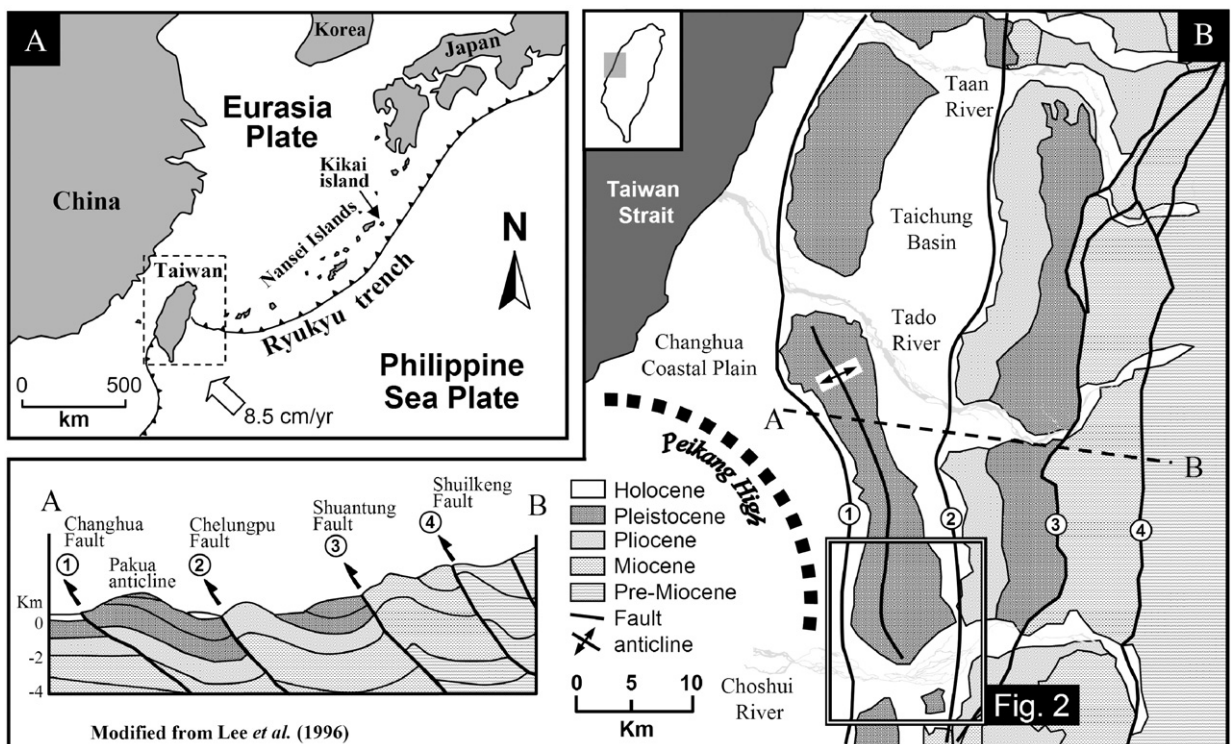 A
Korea
Japan
Eurasia
Plate
Kikai
island
China
Nansei Islands
N
Taiwan
Ryukyu trench
Philippine
Sea Plate
0 500
km
8.5 cm/yr
B
Taan
River
Taiwan
Strait
Taichung
Basin
Tado
River
Changhua
Coastal Plain
A
B
Peikang High
1
2
3
4
Choshui
River
Fig. 2
Holocene
Pleistocene
Pliocene
Miocene
Pre-Miocene
Fault
anticline
0 5 10
Km
A
B
Changhua
Fault
1
Pakua
anticline
Chelungpu
Fault
2
Shuantung
Fault
3
Shuilkeng
Fault
4
Km
0
-2
-4
Modified from Lee et al. (1996)